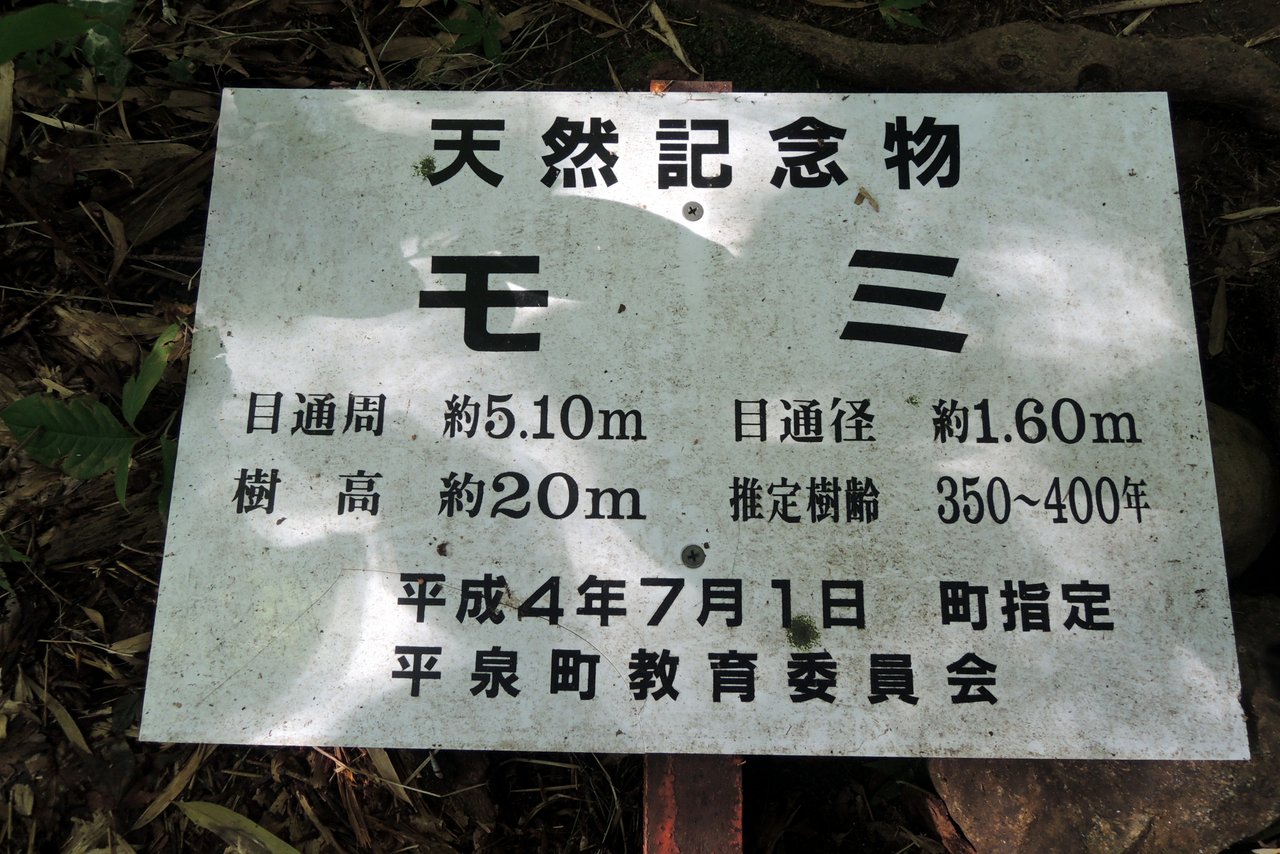 天然記念物
モミ
目通周 約5.10m 目通径 約1.60m
樹高 約20m 推定樹齢 350~400年
平成4年7月1日 町指定
平泉町教育委員会